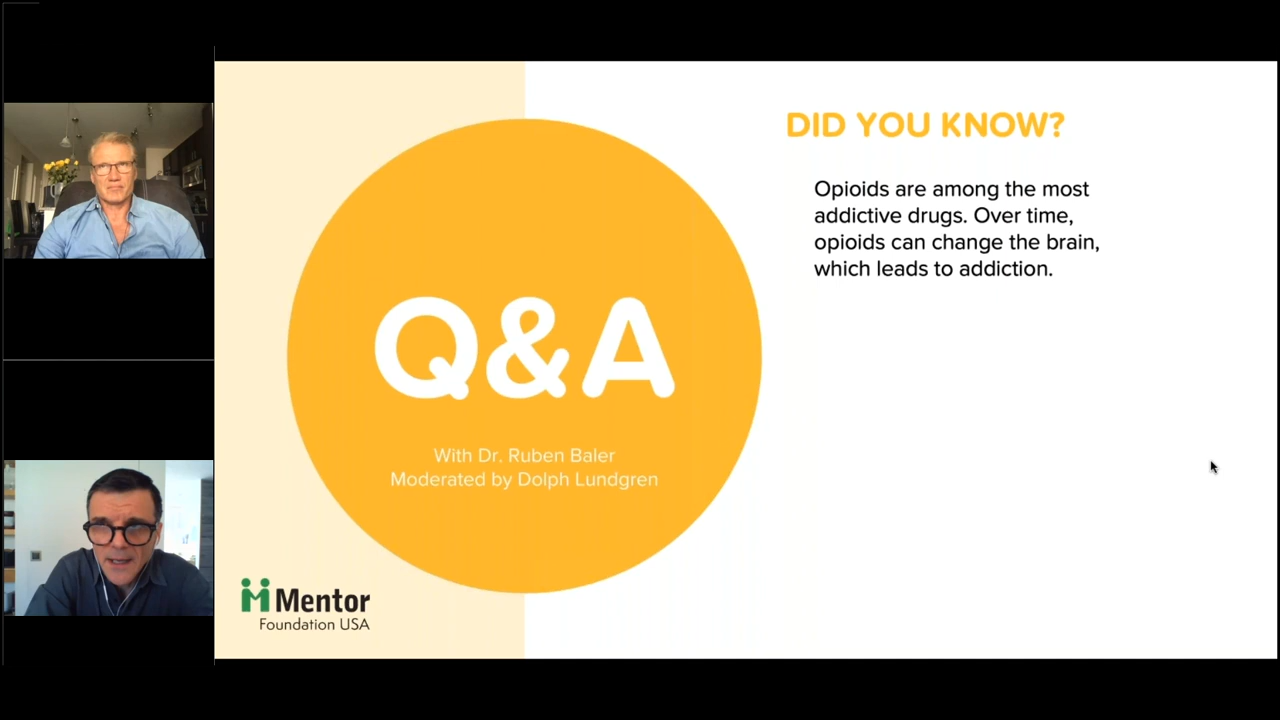 DID YOU KNOW?
Opioids are among the most
addictive drugs. Over time,
opioids can change the brain,
which leads to addiction.
Q&A
With Dr. Ruben Baler
Moderated by Dolph Lundgren
Mentor
Foundation USA